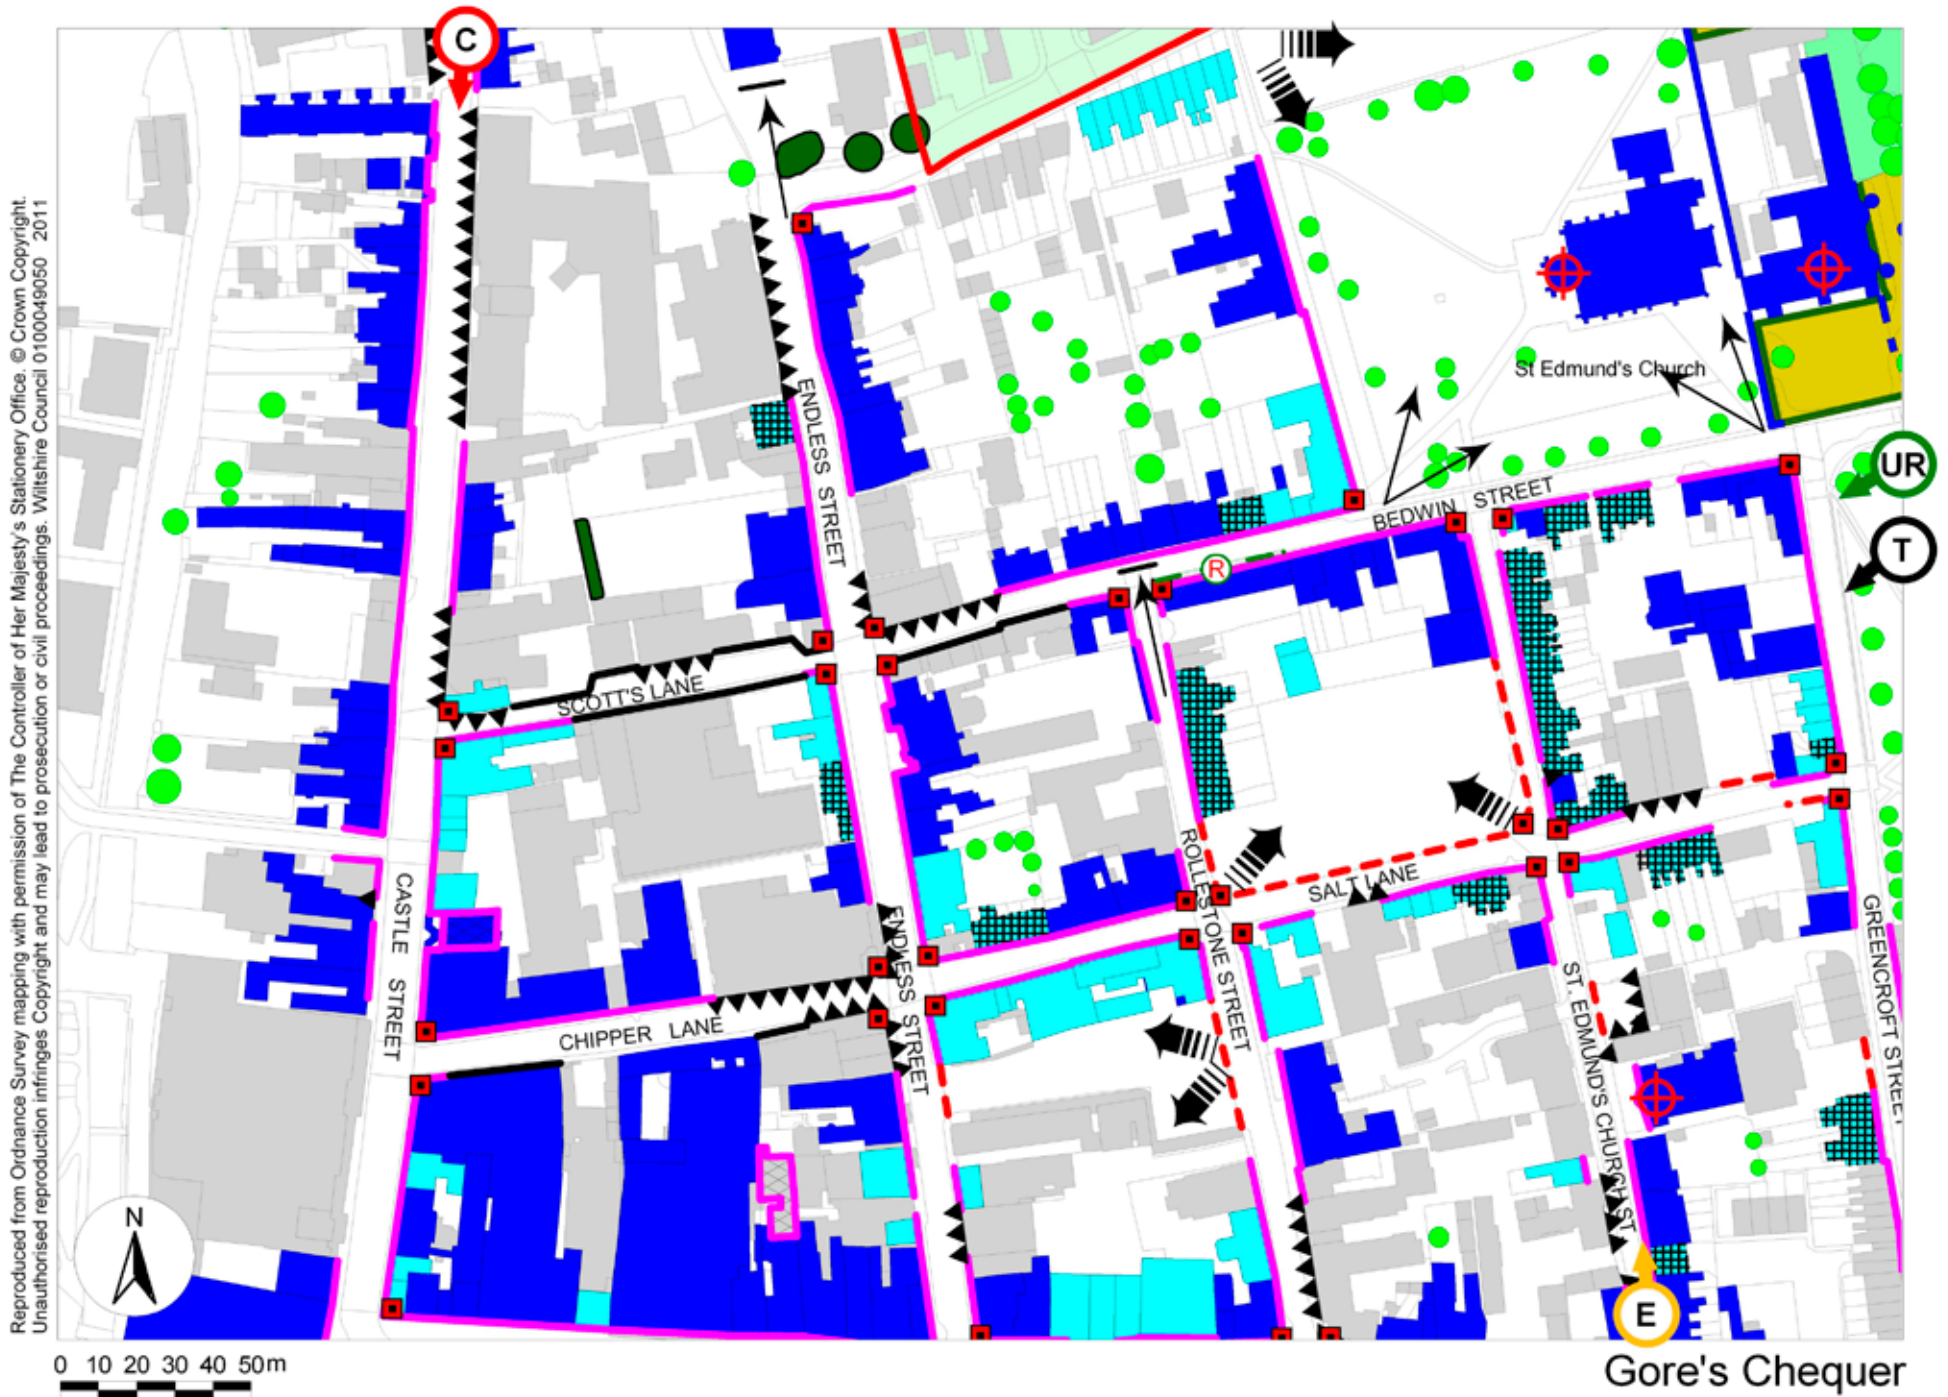 Reproduced from Ordnance Survey mapping with permission of The Controller of Her Majesty's Stationery Office. © Crown Copyright.
Unauthorised reproduction infringes Copyright and may lead to prosecution or civil proceedings. Wiltshire Council 0100049050 2011
C
St Edmund's Church
UR
T
ENDLESS STREET
BEDWIN STREET
R
SCOTT'S LANE
CASTLE STREET
ROLLESTONE STREET
SALT LANE
GREENCROFT STREET
ENDLESS STREET
CHIPPER LANE
ST. EDMUND'S CHURCH ST
N
E
Gore's Chequer
0 10 20 30 40 50m